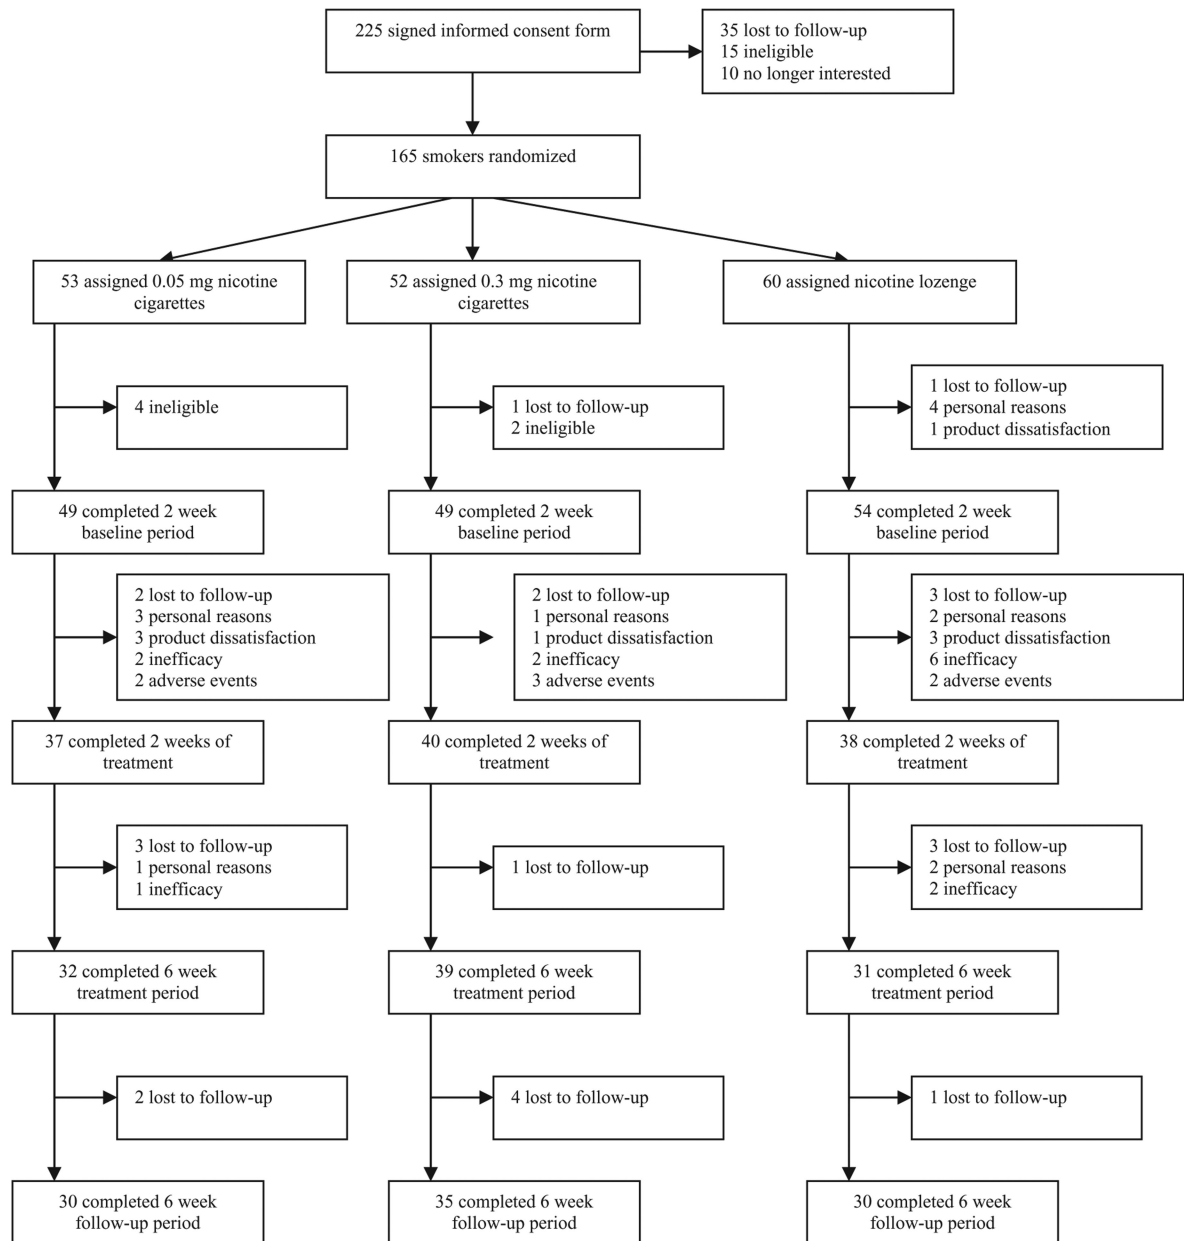 225 signed informed consent form
35 lost to follow-up
15 ineligible
10 no longer interested
165 smokers randomized
53 assigned 0.05 mg nicotine
cigarettes
52 assigned 0.3 mg nicotine
cigarettes
60 assigned nicotine lozenge
4 ineligible
1 lost to follow-up
2 ineligible
1 lost to follow-up
4 personal reasons
1 product dissatisfaction
49 completed 2 week
baseline period
49 completed 2 week
baseline period
54 completed 2 week
baseline period
2 lost to follow-up
3 personal reasons
3 product dissatisfaction
2 inefficacy
2 adverse events
2 lost to follow-up
1 personal reasons
1 product dissatisfaction
2 inefficacy
3 adverse events
3 lost to follow-up
2 personal reasons
3 product dissatisfaction
6 inefficacy
2 adverse events
37 completed 2 weeks of
treatment
40 completed 2 weeks of
treatment
38 completed 2 weeks of
treatment
3 lost to follow-up
1 personal reasons
1 inefficacy
1 lost to follow-up
3 lost to follow-up
2 personal reasons
2 inefficacy
32 completed 6 week
treatment period
39 completed 6 week
treatment period
31 completed 6 week
treatment period
2 lost to follow-up
4 lost to follow-up
1 lost to follow-up
30 completed 6 week
follow-up period
35 completed 6 week
follow-up period
30 completed 6 week
follow-up period